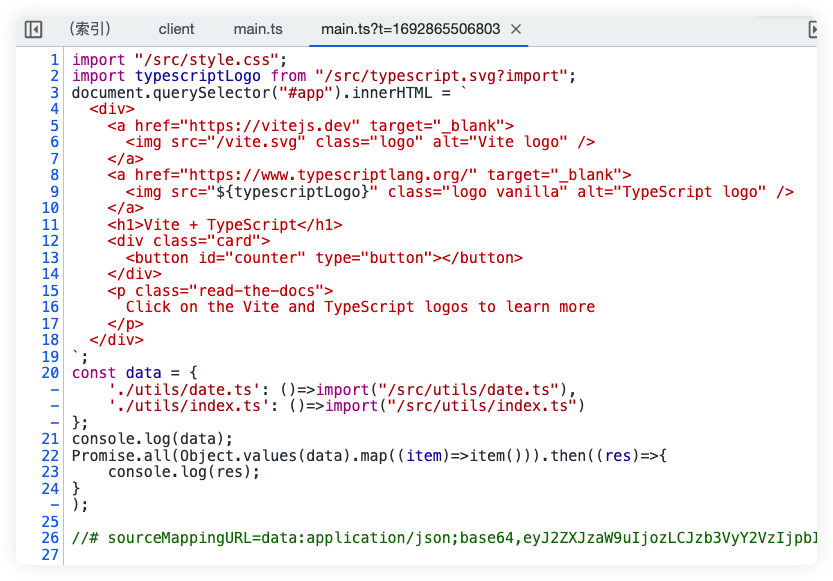 (索引) client main.ts main.ts?t=1692865506803 ×
1 import "/src/style.css";
2 import typescriptLogo from "/src/typescript.svg?import";
3 document.querySelector("#app").innerHTML = `
4 <div>
5 <a href="https://vitejs.dev" target="_blank">
6 <img src="/vite.svg" class="logo" alt="Vite logo" />
7 </a>
8 <a href="https://www.typescriptlang.org/" target="_blank">
9 <img src="${typescriptLogo}" class="logo vanilla" alt="TypeScript logo" />
10 </a>
11 <h1>Vite + TypeScript</h1>
12 <div class="card">
13 <button id="counter" type="button"></button>
14 </div>
15 <p class="read-the-docs">
16 Click on the Vite and TypeScript logos to learn more
17 </p>
18 </div>
19 `;
20 const data = {
- './utils/date.ts': ()=>import("/src/utils/date.ts"),
- './utils/index.ts': ()=>import("/src/utils/index.ts")
- };
21 console.log(data);
22 Promise.all(Object.values(data).map((item)=>item())).then((res)=>{
23 console.log(res);
24 }
- );
25
26 //# sourceMappingURL=data:application/json;base64,eyJ2ZXJzaW9uIjozLCJzb3VyY2VzIjpb
27